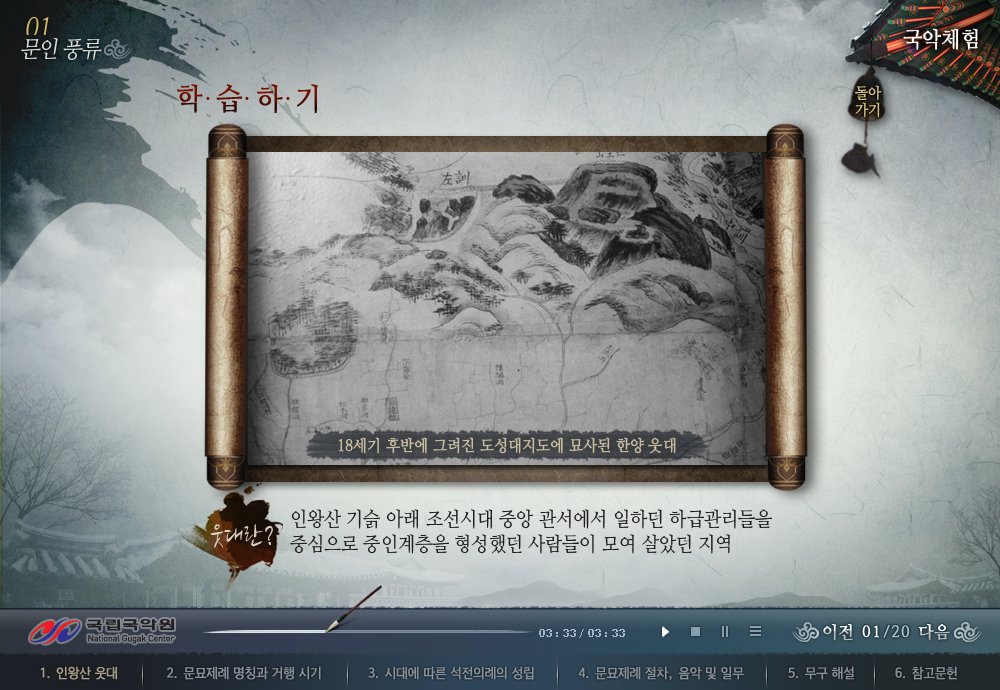 01
문인 풍류
국악체험
돌아
가기
학·습·하·기
左訓
18세기 후반에 그려진 도성대지도에 묘사된 한양 웃대
웃대란?
인왕산 기슭 아래 조선시대 중앙 관서에서 일하던 하급관리들을
중심으로 중인계층을 형성했던 사람들이 모여 살았던 지역
국립국악원
National Gugak Center
03:33/03:33
이전 01/20 다음
1. 인왕산 웃대
2. 문묘제례 명칭과 거행 시기
3. 시대에 따른 석전의례의 성립
4. 문묘제례 절차, 음악 및 일무
5. 무구 해설
6. 참고문헌